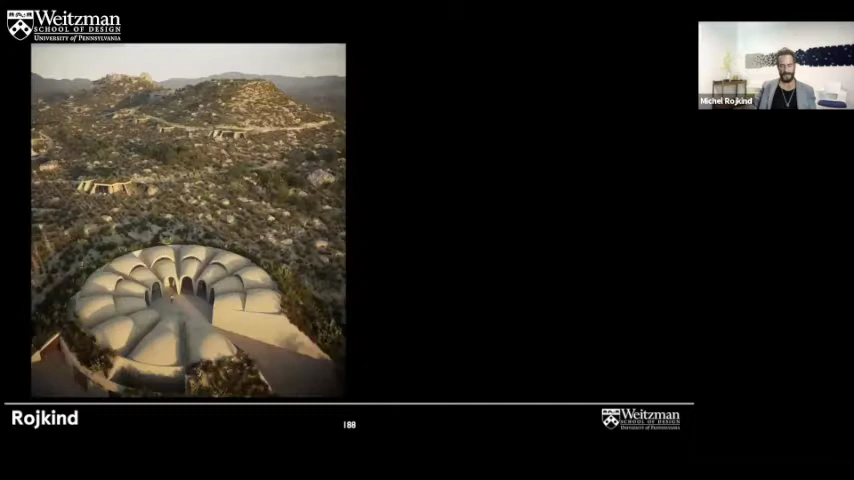 Weitzman
SCHOOL OF DESIGN
UNIVERSITY of PENNSYLVANIA
Michel Rojkind
Rojkind
188
Weitzman
SCHOOL OF DESIGN
UNIVERSITY of PENNSYLVANIA